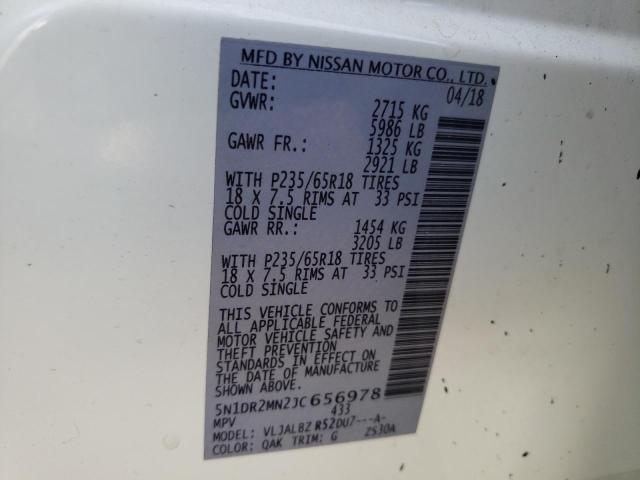 MFD BY NISSAN MOTOR CO., LTD.
DATE: 04/18
GVWR: 2715 KG
5986 LB
GAWR FR.: 1325 KG
2921 LB
WITH P235/65R18 TIRES
18 X 7.5 RIMS AT 33 PSI
COLD SINGLE
GAWR RR.: 1454 KG
3205 LB
WITH P235/65R18 TIRES
18 X 7.5 RIMS AT 33 PSI
COLD SINGLE
THIS VEHICLE CONFORMS TO
ALL APPLICABLE FEDERAL
MOTOR VEHICLE SAFETY AND
THEFT PREVENTION
STANDARDS IN EFFECT ON
THE DATE OF MANUFACTURE
SHOWN ABOVE.
5N1DR2MN2JC656978
MPV 433
MODEL: VLJALBZ R52DU7---A-
COLOR: QAK TRIM: G ZS30A